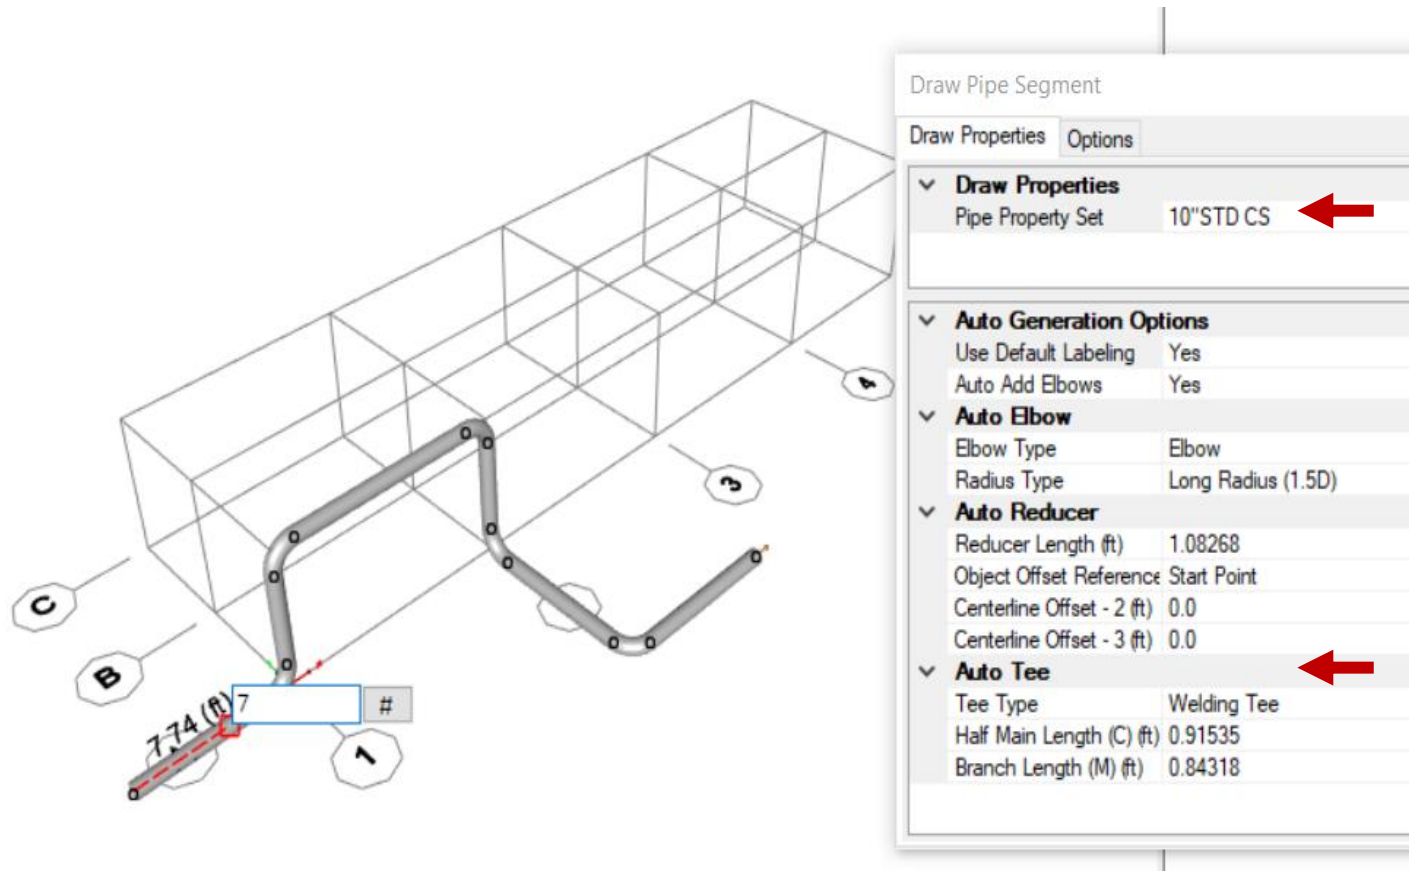 Draw Pipe Segment
Draw Properties Options
Draw Properties
Pipe Property Set 10"STD CS
Auto Generation Options
Use Default Labeling Yes
Auto Add Elbows Yes
Auto Elbow
Elbow Type Elbow
Radius Type Long Radius (1.5D)
Auto Reducer
Reducer Length (ft) 1.08268
Object Offset Reference Start Point
Centerline Offset - 2 (ft) 0.0
Centerline Offset - 3 (ft) 0.0
Auto Tee
Tee Type Welding Tee
Half Main Length (C) (ft) 0.91535
Branch Length (M) (ft) 0.84318
4
3
C
B
7.74 (ft)
7 #
1